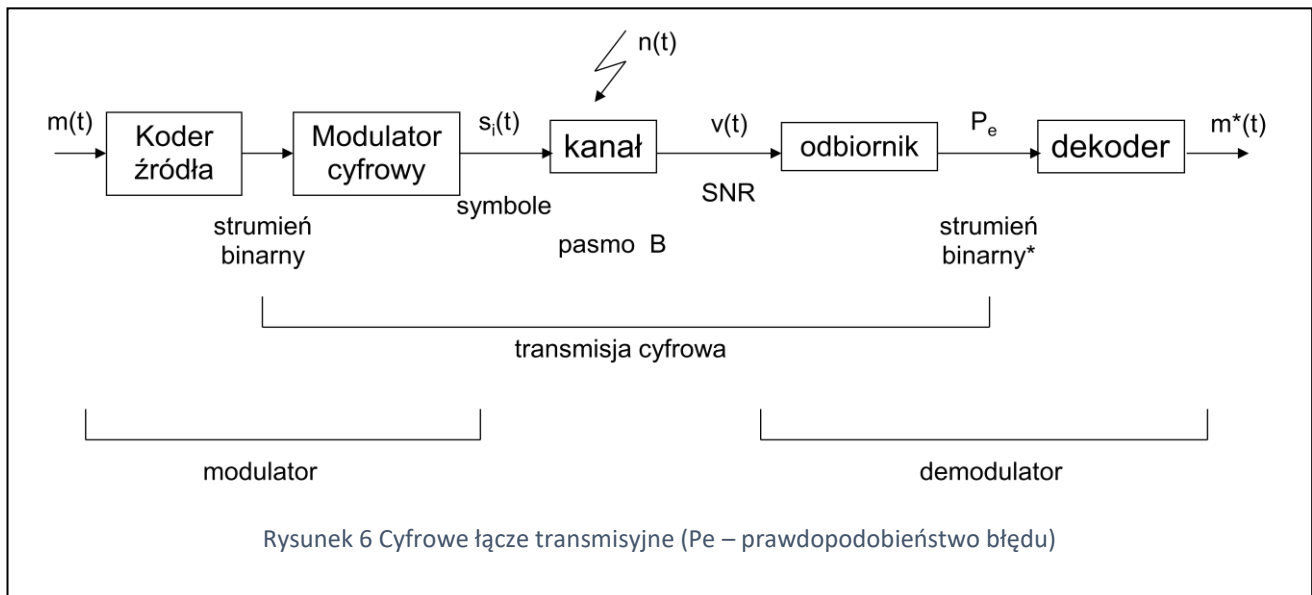 n(t)
m(t)
Koder
źródła
Modulator
cyfrowy
si(t)
symbole
kanał
pasmo B
v(t)
SNR
odbiornik
Pe
dekoder
m*(t)
strumień
binarny
strumień
binarny*
transmisja cyfrowa
modulator
demodulator
Rysunek 6 Cyfrowe łącze transmisyjne (Pe – prawdopodobieństwo błędu)